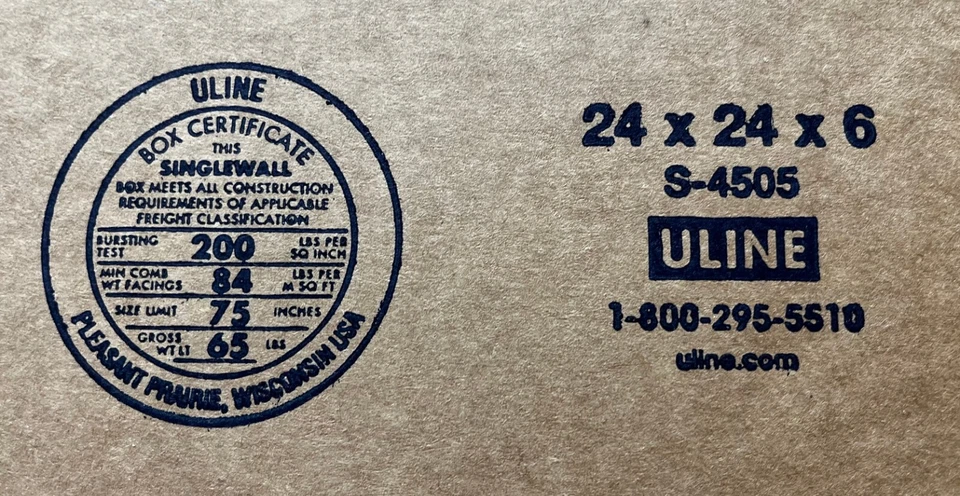 ULINE
BOX CERTIFICATE
THIS
SINGLEWALL
BOX MEETS ALL CONSTRUCTION
REQUIREMENTS OF APPLICABLE
FREIGHT CLASSIFICATION
BURSTING TEST 200 LBS PER SQ INCH
MIN COMB WT FACINGS 84 LBS PER M SQ FT
SIZE LIMIT 75 INCHES
GROSS WT LT 65 LBS
PLEASANT PRAIRIE, WISCONSIN USA
24 x 24 x 6
S-4505
ULINE
1-800-295-5510
uline.com